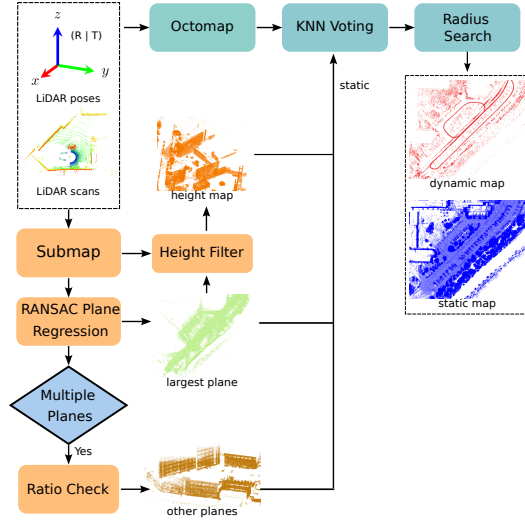 z
(R | T)
x
y
LiDAR poses
LiDAR scans
Octomap
KNN Voting
Radius
Search
static
dynamic map
static map
height map
Submap
Height Filter
RANSAC Plane
Regression
largest plane
Multiple
Planes
Yes
Ratio Check
other planes